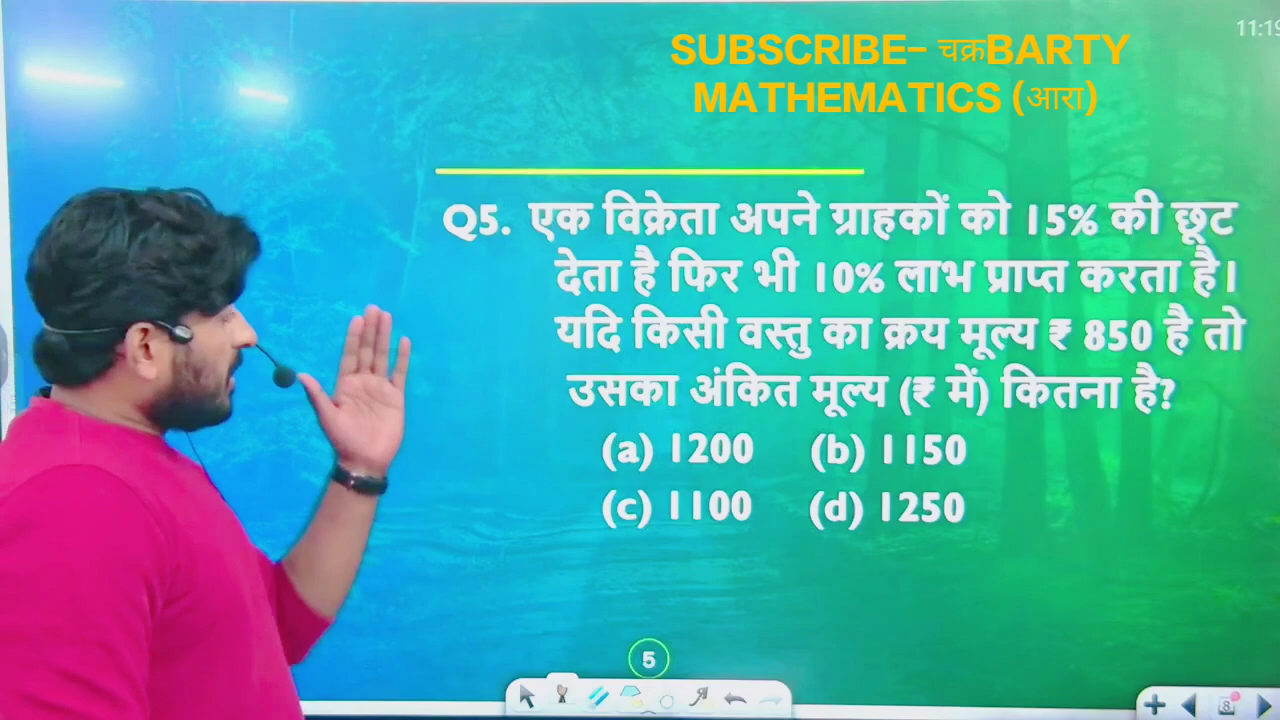 11:19
SUBSCRIBE- चक्रBARTY
MATHEMATICS (आरा)
Q5. एक विक्रेता अपने ग्राहकों को 15% की छूट
देता है फिर भी 10% लाभ प्राप्त करता है।
यदि किसी वस्तु का क्रय मूल्य ₹ 850 है तो
उसका अंकित मूल्य (₹ में) कितना है?
(a) 1200 (b) 1150
(c) 1100 (d) 1250
5
8